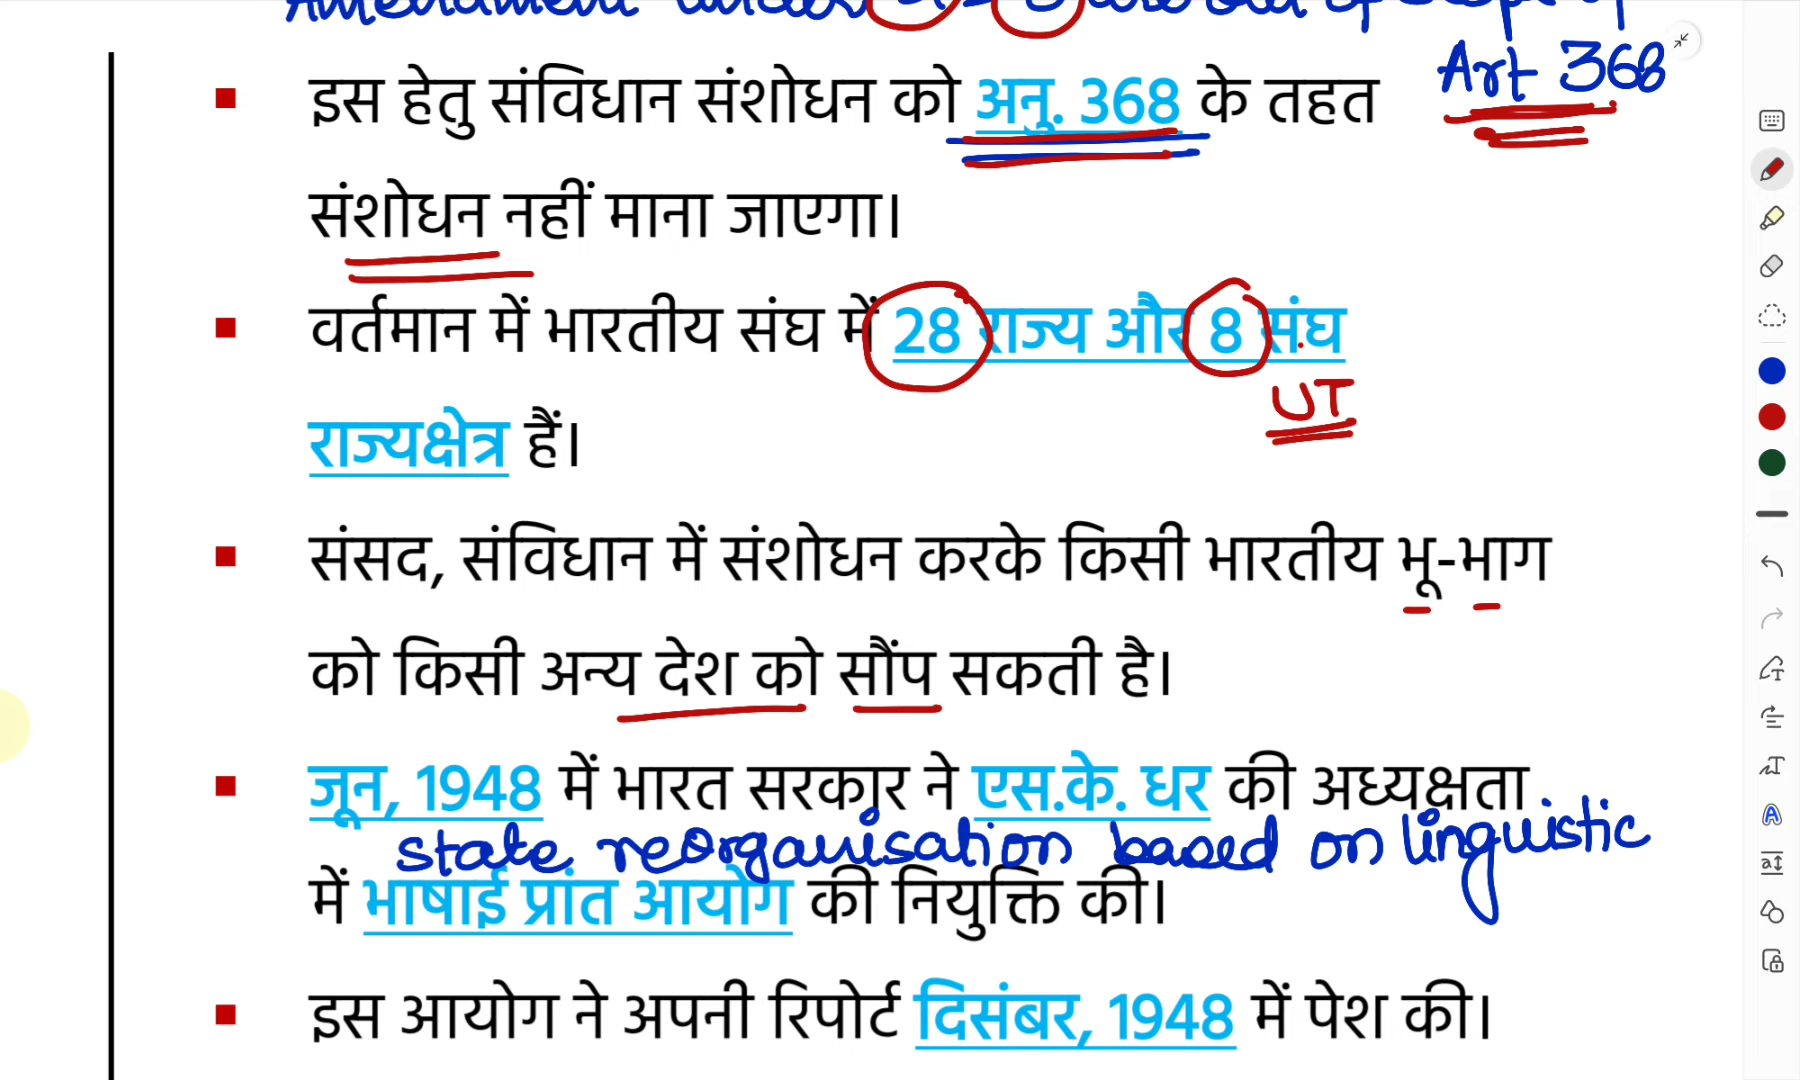 Amendment under
Art 368
इस हेतु संविधान संशोधन को अनु. 368 के तहत
संशोधन नहीं माना जाएगा।
वर्तमान में भारतीय संघ में 28 राज्य और 8 संघ
UT
राज्यक्षेत्र हैं।
संसद, संविधान में संशोधन करके किसी भारतीय भू-भाग
को किसी अन्य देश को सौंप सकती है।
जून, 1948 में भारत सरकार ने एस.के. धर की अध्यक्षता
state reorganisation based on linguistic
में भाषाई प्रांत आयोग की नियुक्ति की।
इस आयोग ने अपनी रिपोर्ट दिसंबर, 1948 में पेश की।